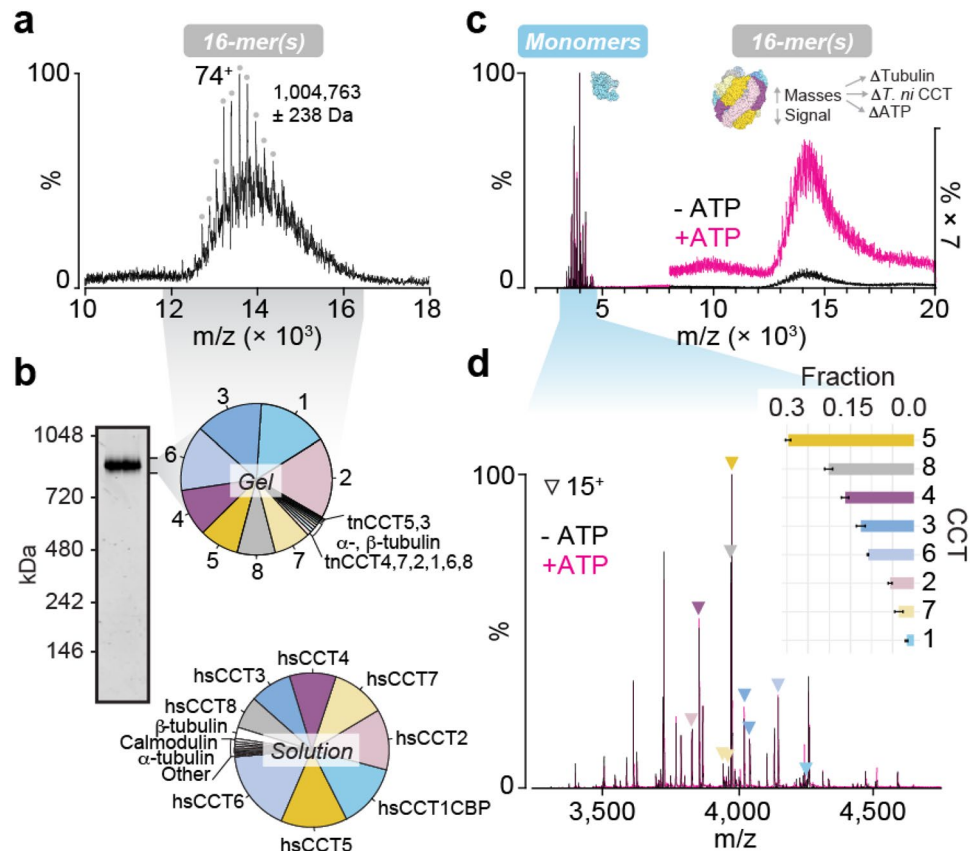 a
16-mer(s)
100
%
0
74+
1,004,763
± 238 Da
10 12 14 16 18
m/z (× 10³)
c
Monomers
16-mer(s)
100
%
0
Masses
Signal
ΔTubulin
ΔT. ni CCT
ΔATP
- ATP
+ATP
% × 7
5 10 15 20
m/z (× 10³)
b
kDa
1048
720
480
242
146
3
1
6
2
Gel
4
5
8
7
tnCCT5,3
α-, β-tubulin
tnCCT4,7,2,1,6,8
hsCCT4
hsCCT3
hsCCT7
hsCCT8
β-tubulin
Calmodulin
α-tubulin
Other
Solution
hsCCT2
hsCCT6
hsCCT1CBP
hsCCT5
d
100
%
0
▽ 15+
- ATP
+ATP
3,500 4,000 4,500
m/z
Fraction
0.3 0.15 0.0
5
8
4
3
6
2
7
1
CCT